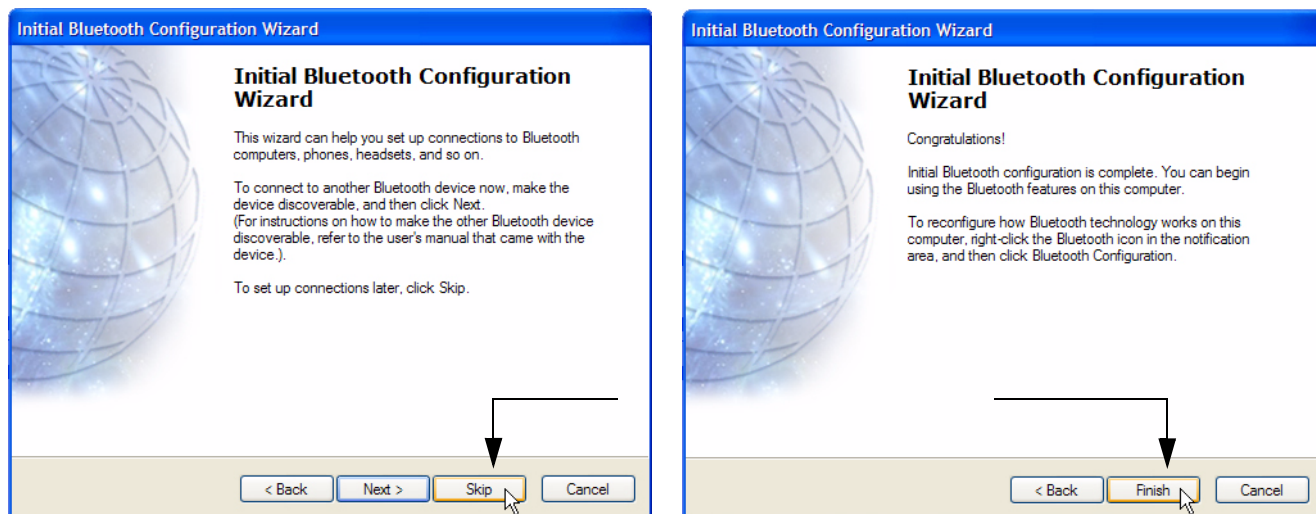 Initial Bluetooth Configuration Wizard
Initial Bluetooth Configuration
Wizard
This wizard can help you set up connections to Bluetooth
computers, phones, headsets, and so on.
To connect to another Bluetooth device now, make the
device discoverable, and then click Next.
(For instructions on how to make the other Bluetooth device
discoverable, refer to the user's manual that came with the
device.).
To set up connections later, click Skip.
< Back
Next >
Skip
Cancel
Initial Bluetooth Configuration Wizard
Initial Bluetooth Configuration
Wizard
Congratulations!
Initial Bluetooth configuration is complete. You can begin
using the Bluetooth features on this computer.
To reconfigure how Bluetooth technology works on this
computer, right-click the Bluetooth icon in the notification
area, and then click Bluetooth Configuration.
< Back
Finish
Cancel